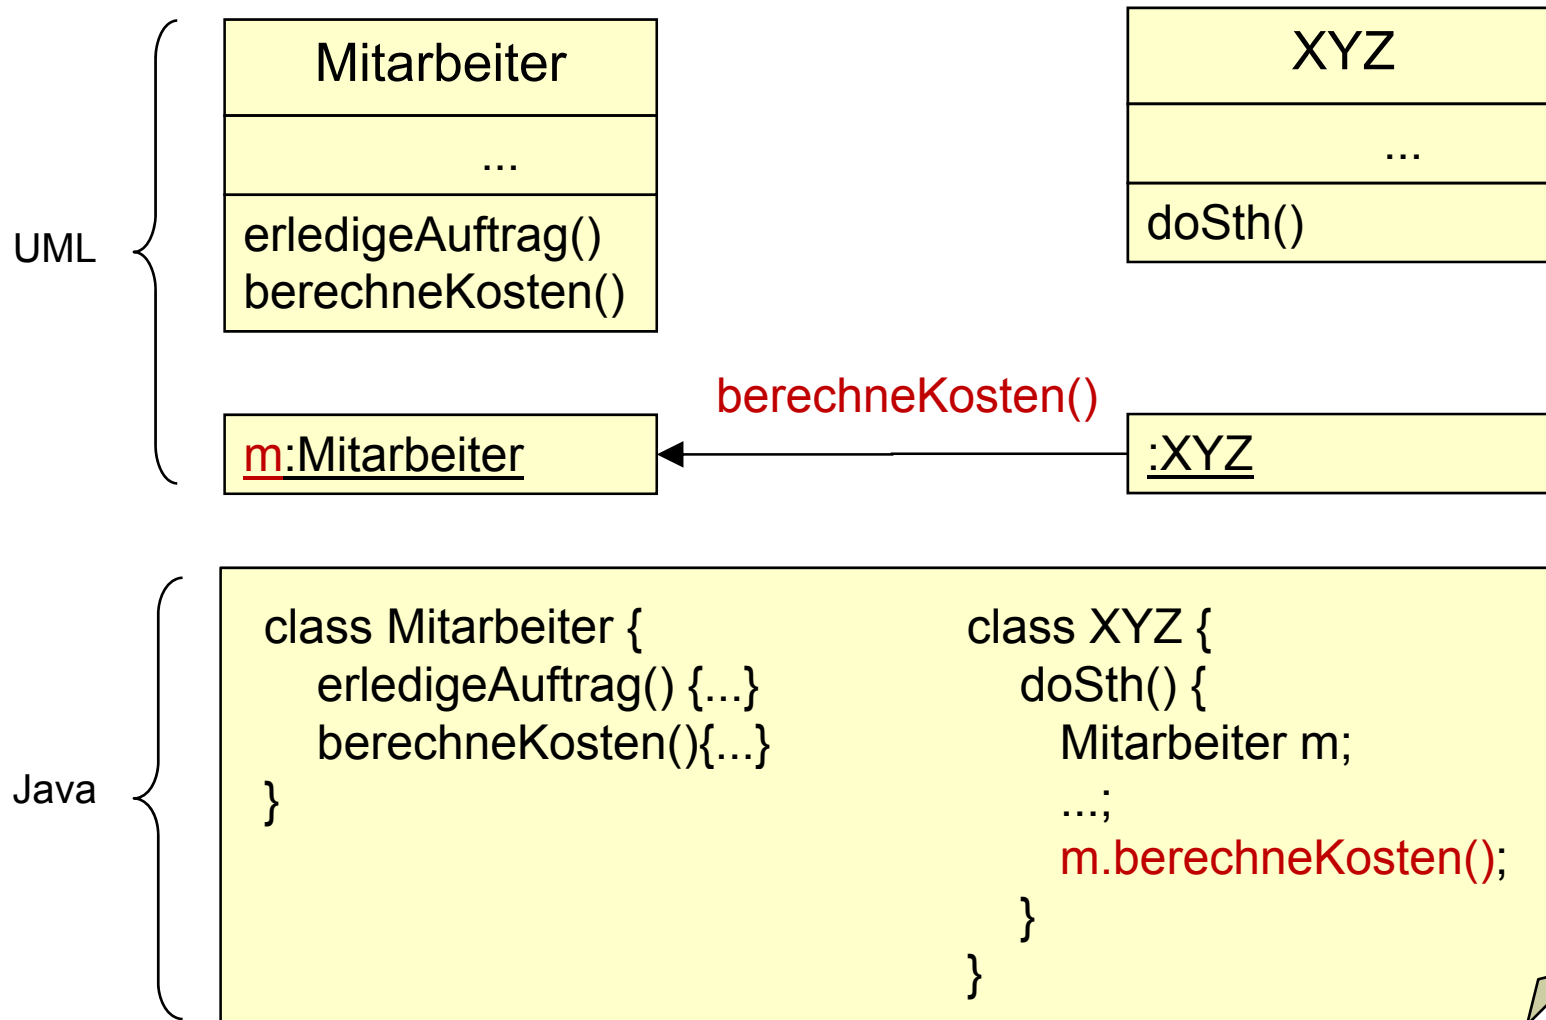 UML
Mitarbeiter
...
erledigeAuftrag()
berechneKosten()
XYZ
...
doSth()
berechneKosten()
m:Mitarbeiter
:XYZ
Java
class Mitarbeiter {
erledigeAuftrag() {...}
berechneKosten(){...}
}
class XYZ {
doSth() {
Mitarbeiter m;
...;
m.berechneKosten();
}
}